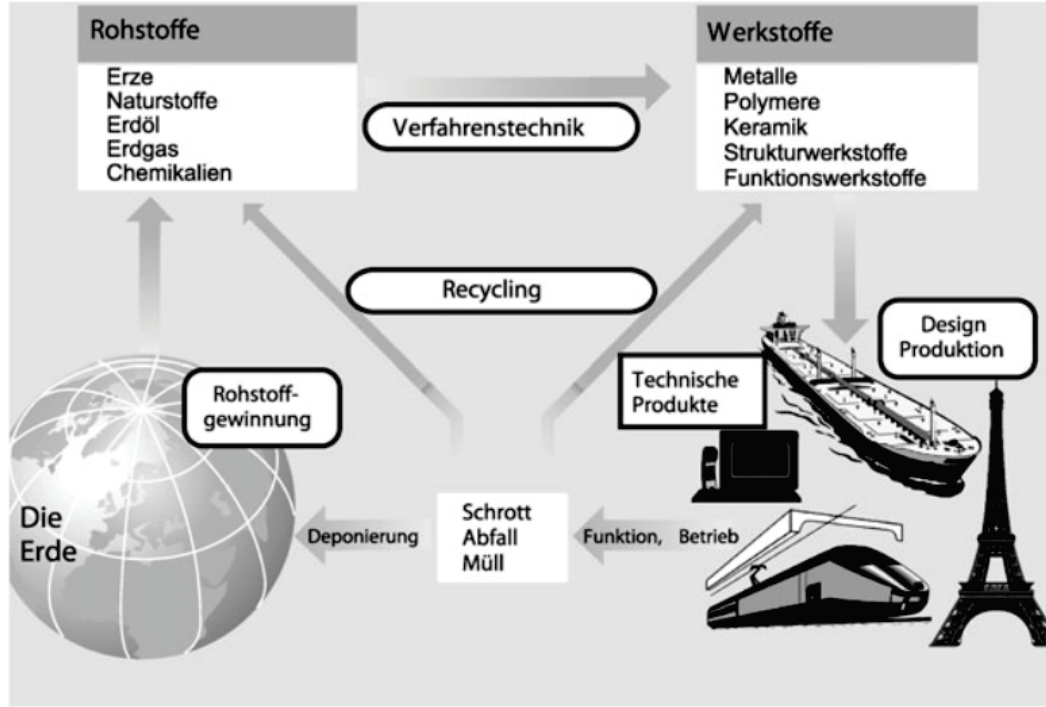 Rohstoffe
Erze
Naturstoffe
Erdöl
Erdgas
Chemikalien
Verfahrenstechnik
Werkstoffe
Metalle
Polymere
Keramik
Strukturwerkstoffe
Funktionswerkstoffe
Recycling
Design
Produktion
Technische
Produkte
Rohstoff-
gewinnung
Die
Erde
Deponierung
Schrott
Abfall
Müll
Funktion, Betrieb